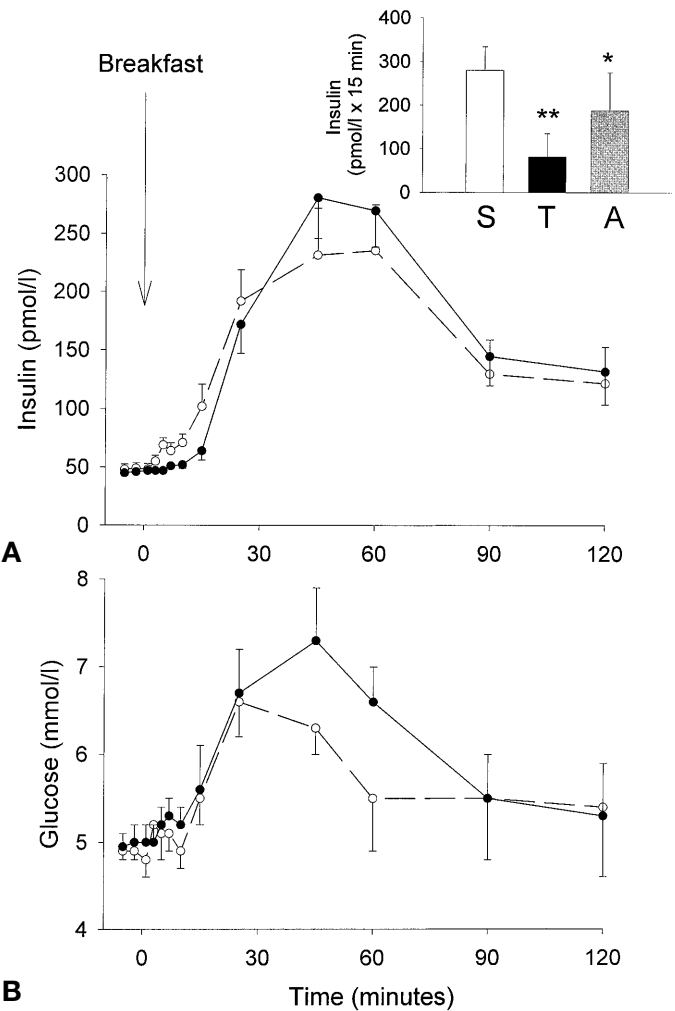 Breakfast
Insulin
(pmol/l x 15 min)
400
300
200
100
0
**
*
S T A
Insulin (pmol/l)
300
250
200
150
100
50
0
0 30 60 90 120
A
Glucose (mmol/l)
8
7
6
5
4
0 30 60 90 120
Time (minutes)
B